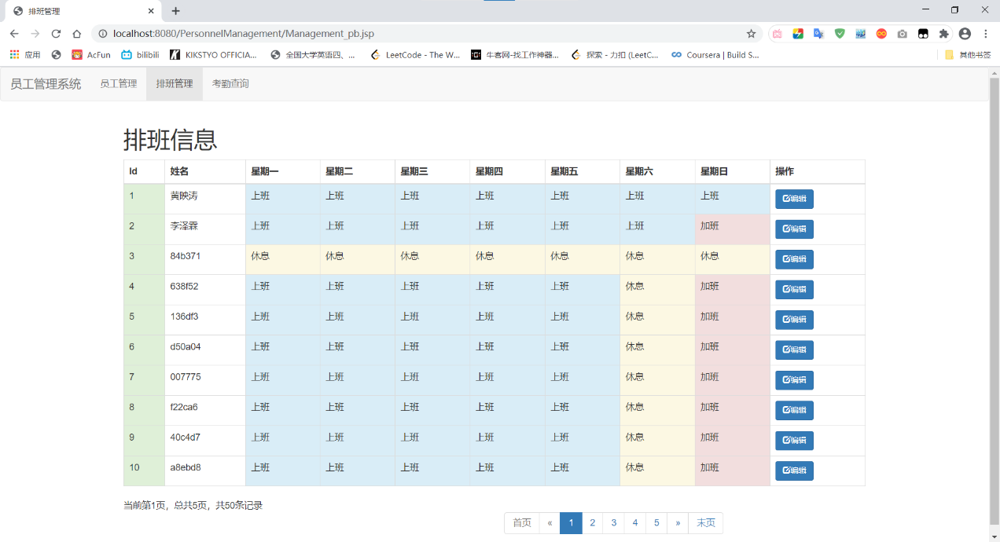 排班管理
localhost:8080/PersonnelManagement/Management_pb.jsp
应用 AcFun bilibili KIKSTYO OFFICIA... 全国大学英语四、... LeetCode - The W... 牛客网-找工作神器... 探索 - 力扣 (LeetC... Coursera | Build S... 其他书签
员工管理系统 员工管理 排班管理 考勤查询
排班信息
Id 姓名 星期一 星期二 星期三 星期四 星期五 星期六 星期日 操作
1 黄映涛 上班 上班 上班 上班 上班 上班 上班 编辑
2 李泽霖 上班 上班 上班 上班 上班 上班 加班 编辑
3 84b371 休息 休息 休息 休息 休息 休息 休息 编辑
4 638f52 上班 上班 上班 上班 上班 休息 加班 编辑
5 136df3 上班 上班 上班 上班 上班 休息 加班 编辑
6 d50a04 上班 上班 上班 上班 上班 休息 加班 编辑
7 007775 上班 上班 上班 上班 上班 休息 加班 编辑
8 f22ca6 上班 上班 上班 上班 上班 休息 加班 编辑
9 40c4d7 上班 上班 上班 上班 上班 休息 加班 编辑
10 a8ebd8 上班 上班 上班 上班 上班 休息 加班 编辑
当前第1页，总共5页，共50条记录
首页 « 1 2 3 4 5 » 末页